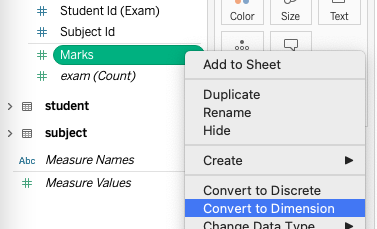 # Student Id (Exam)
# Subject Id
# Marks
# exam (Count)
student
subject
Abc Measure Names
# Measure Values
Color
Size
Text
Add to Sheet
Duplicate
Rename
Hide
Create
Convert to Discrete
Convert to Dimension
Change Data Type